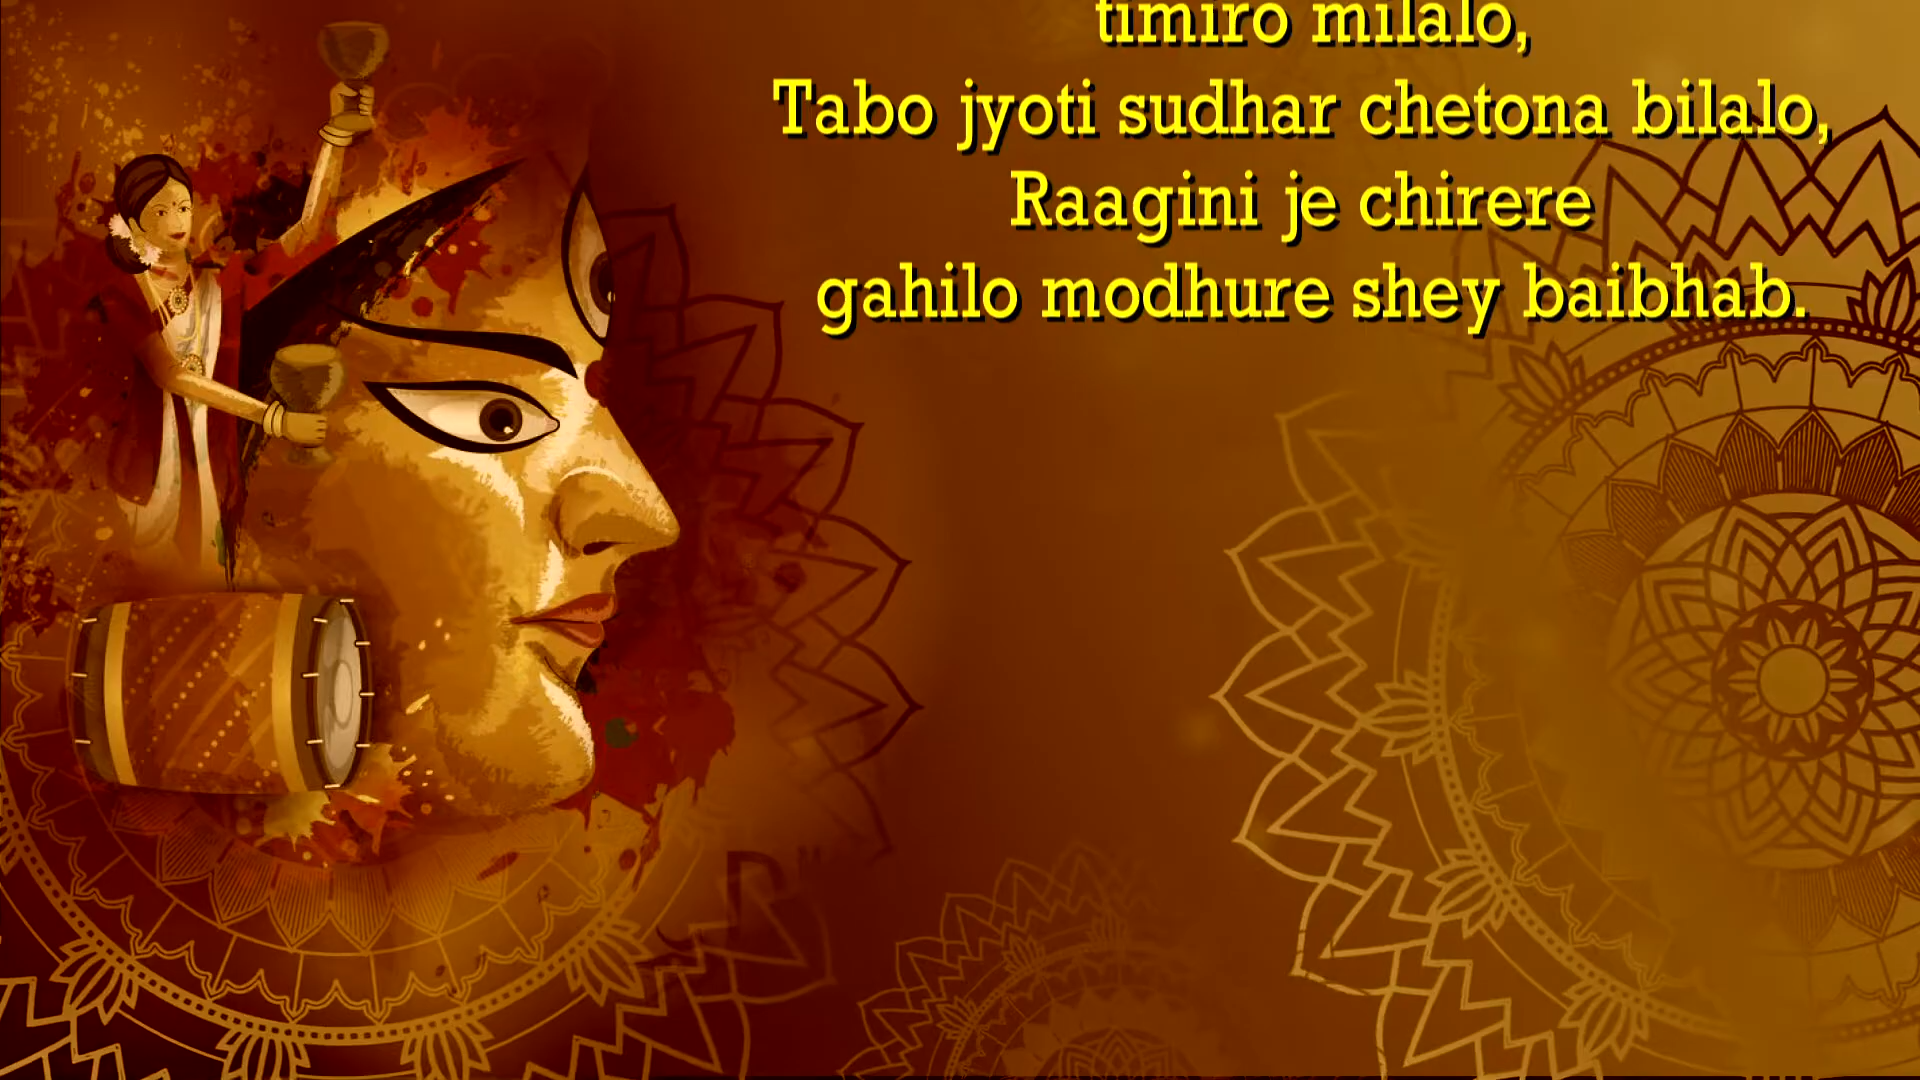 timiro milalo,
Tabo jyoti sudhar chetona bilalo,
Raagini je chirere
gahilo modhure shey baibhab.